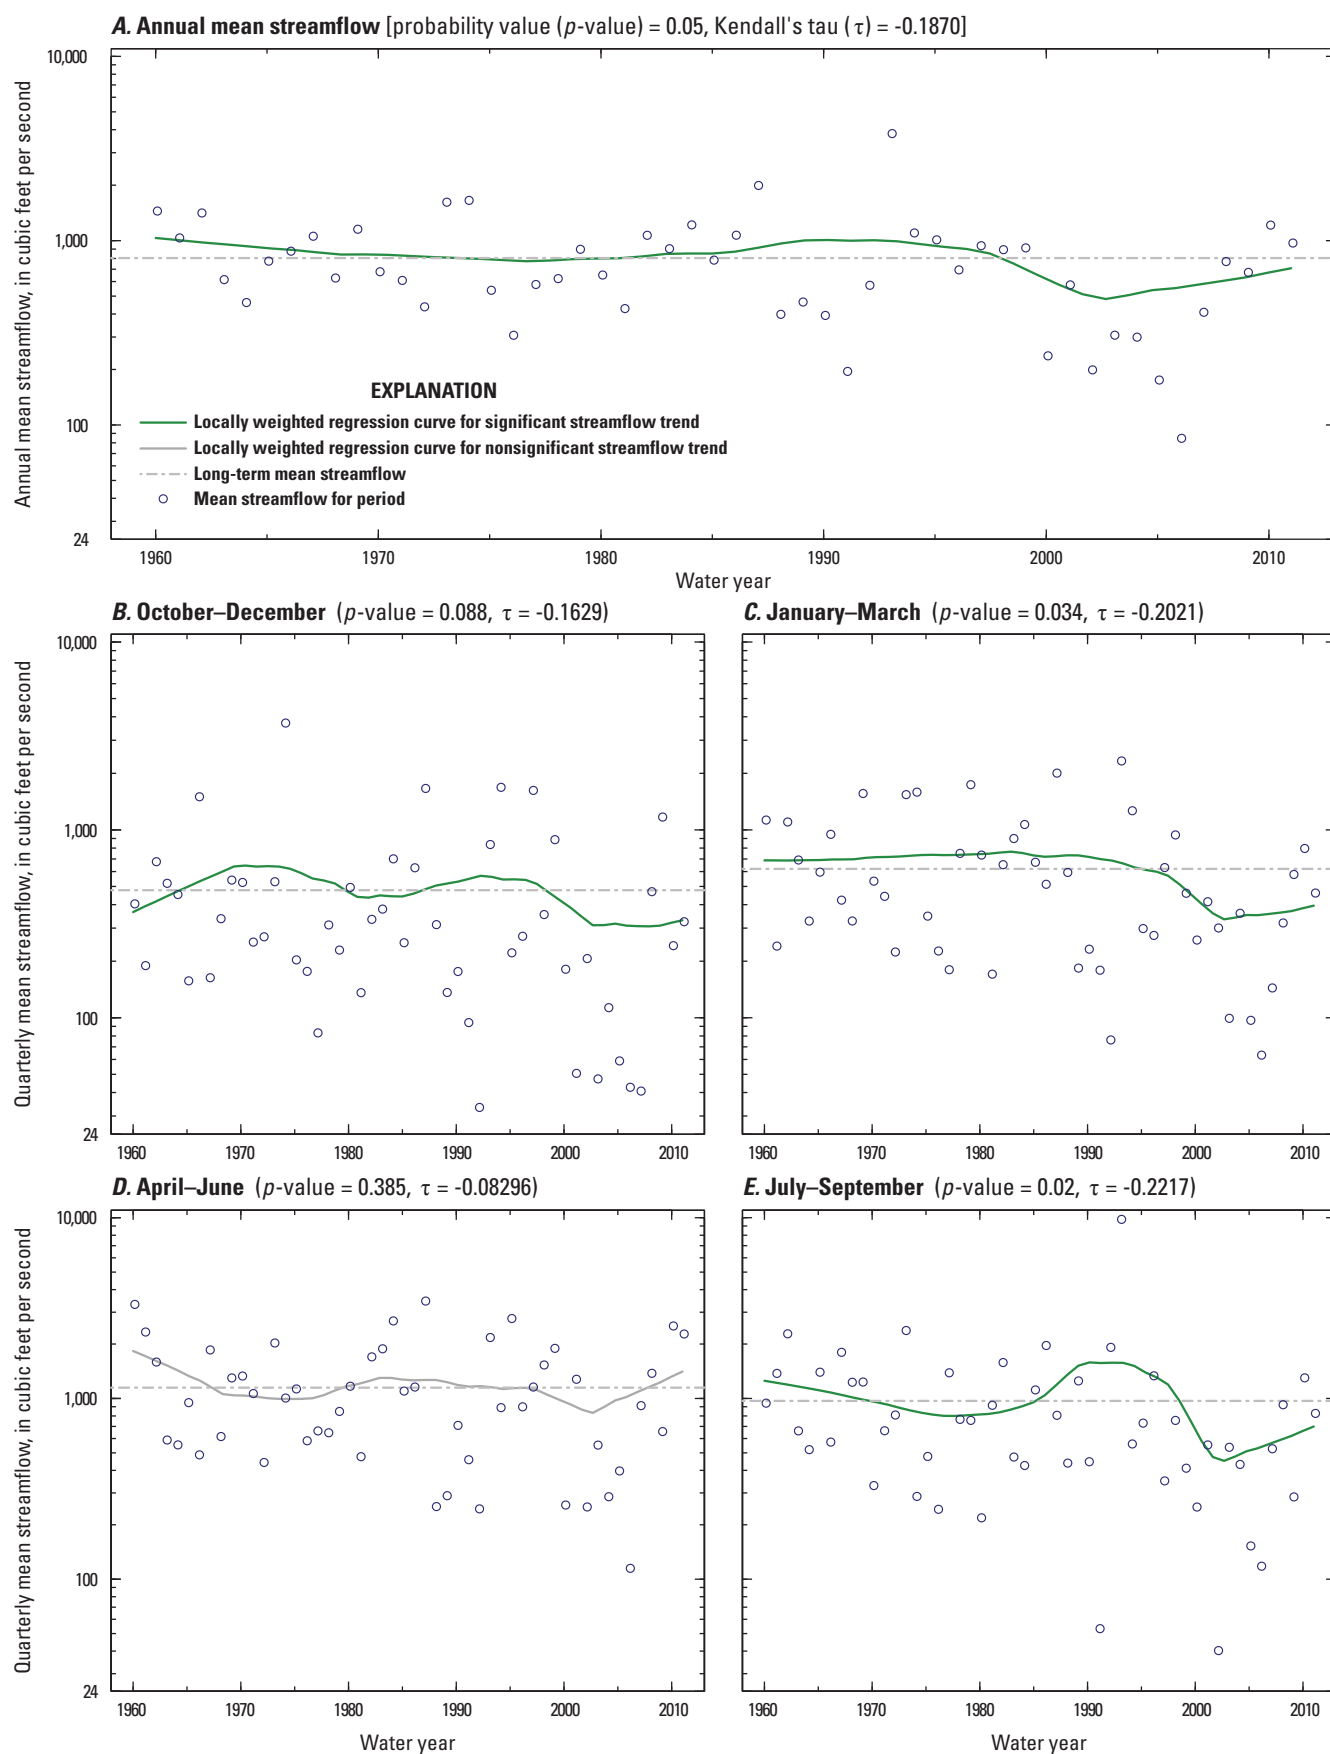 A. Annual mean streamflow [probability value (p-value) = 0.05, Kendall's tau (τ) = -0.1870]
Annual mean streamflow, in cubic feet per second
10,000
1,000
100
24
EXPLANATION
Locally weighted regression curve for significant streamflow trend
Locally weighted regression curve for nonsignificant streamflow trend
Long-term mean streamflow
Mean streamflow for period
1960 1970 1980 1990 2000 2010
Water year
B. October–December (p-value = 0.088, τ = -0.1629)
Quarterly mean streamflow, in cubic feet per second
10,000
1,000
100
24
1960 1970 1980 1990 2000 2010
C. January–March (p-value = 0.034, τ = -0.2021)
1960 1970 1980 1990 2000 2010
D. April–June (p-value = 0.385, τ = -0.08296)
Quarterly mean streamflow, in cubic feet per second
10,000
1,000
100
24
1960 1970 1980 1990 2000 2010
Water year
E. July–September (p-value = 0.02, τ = -0.2217)
1960 1970 1980 1990 2000 2010
Water year